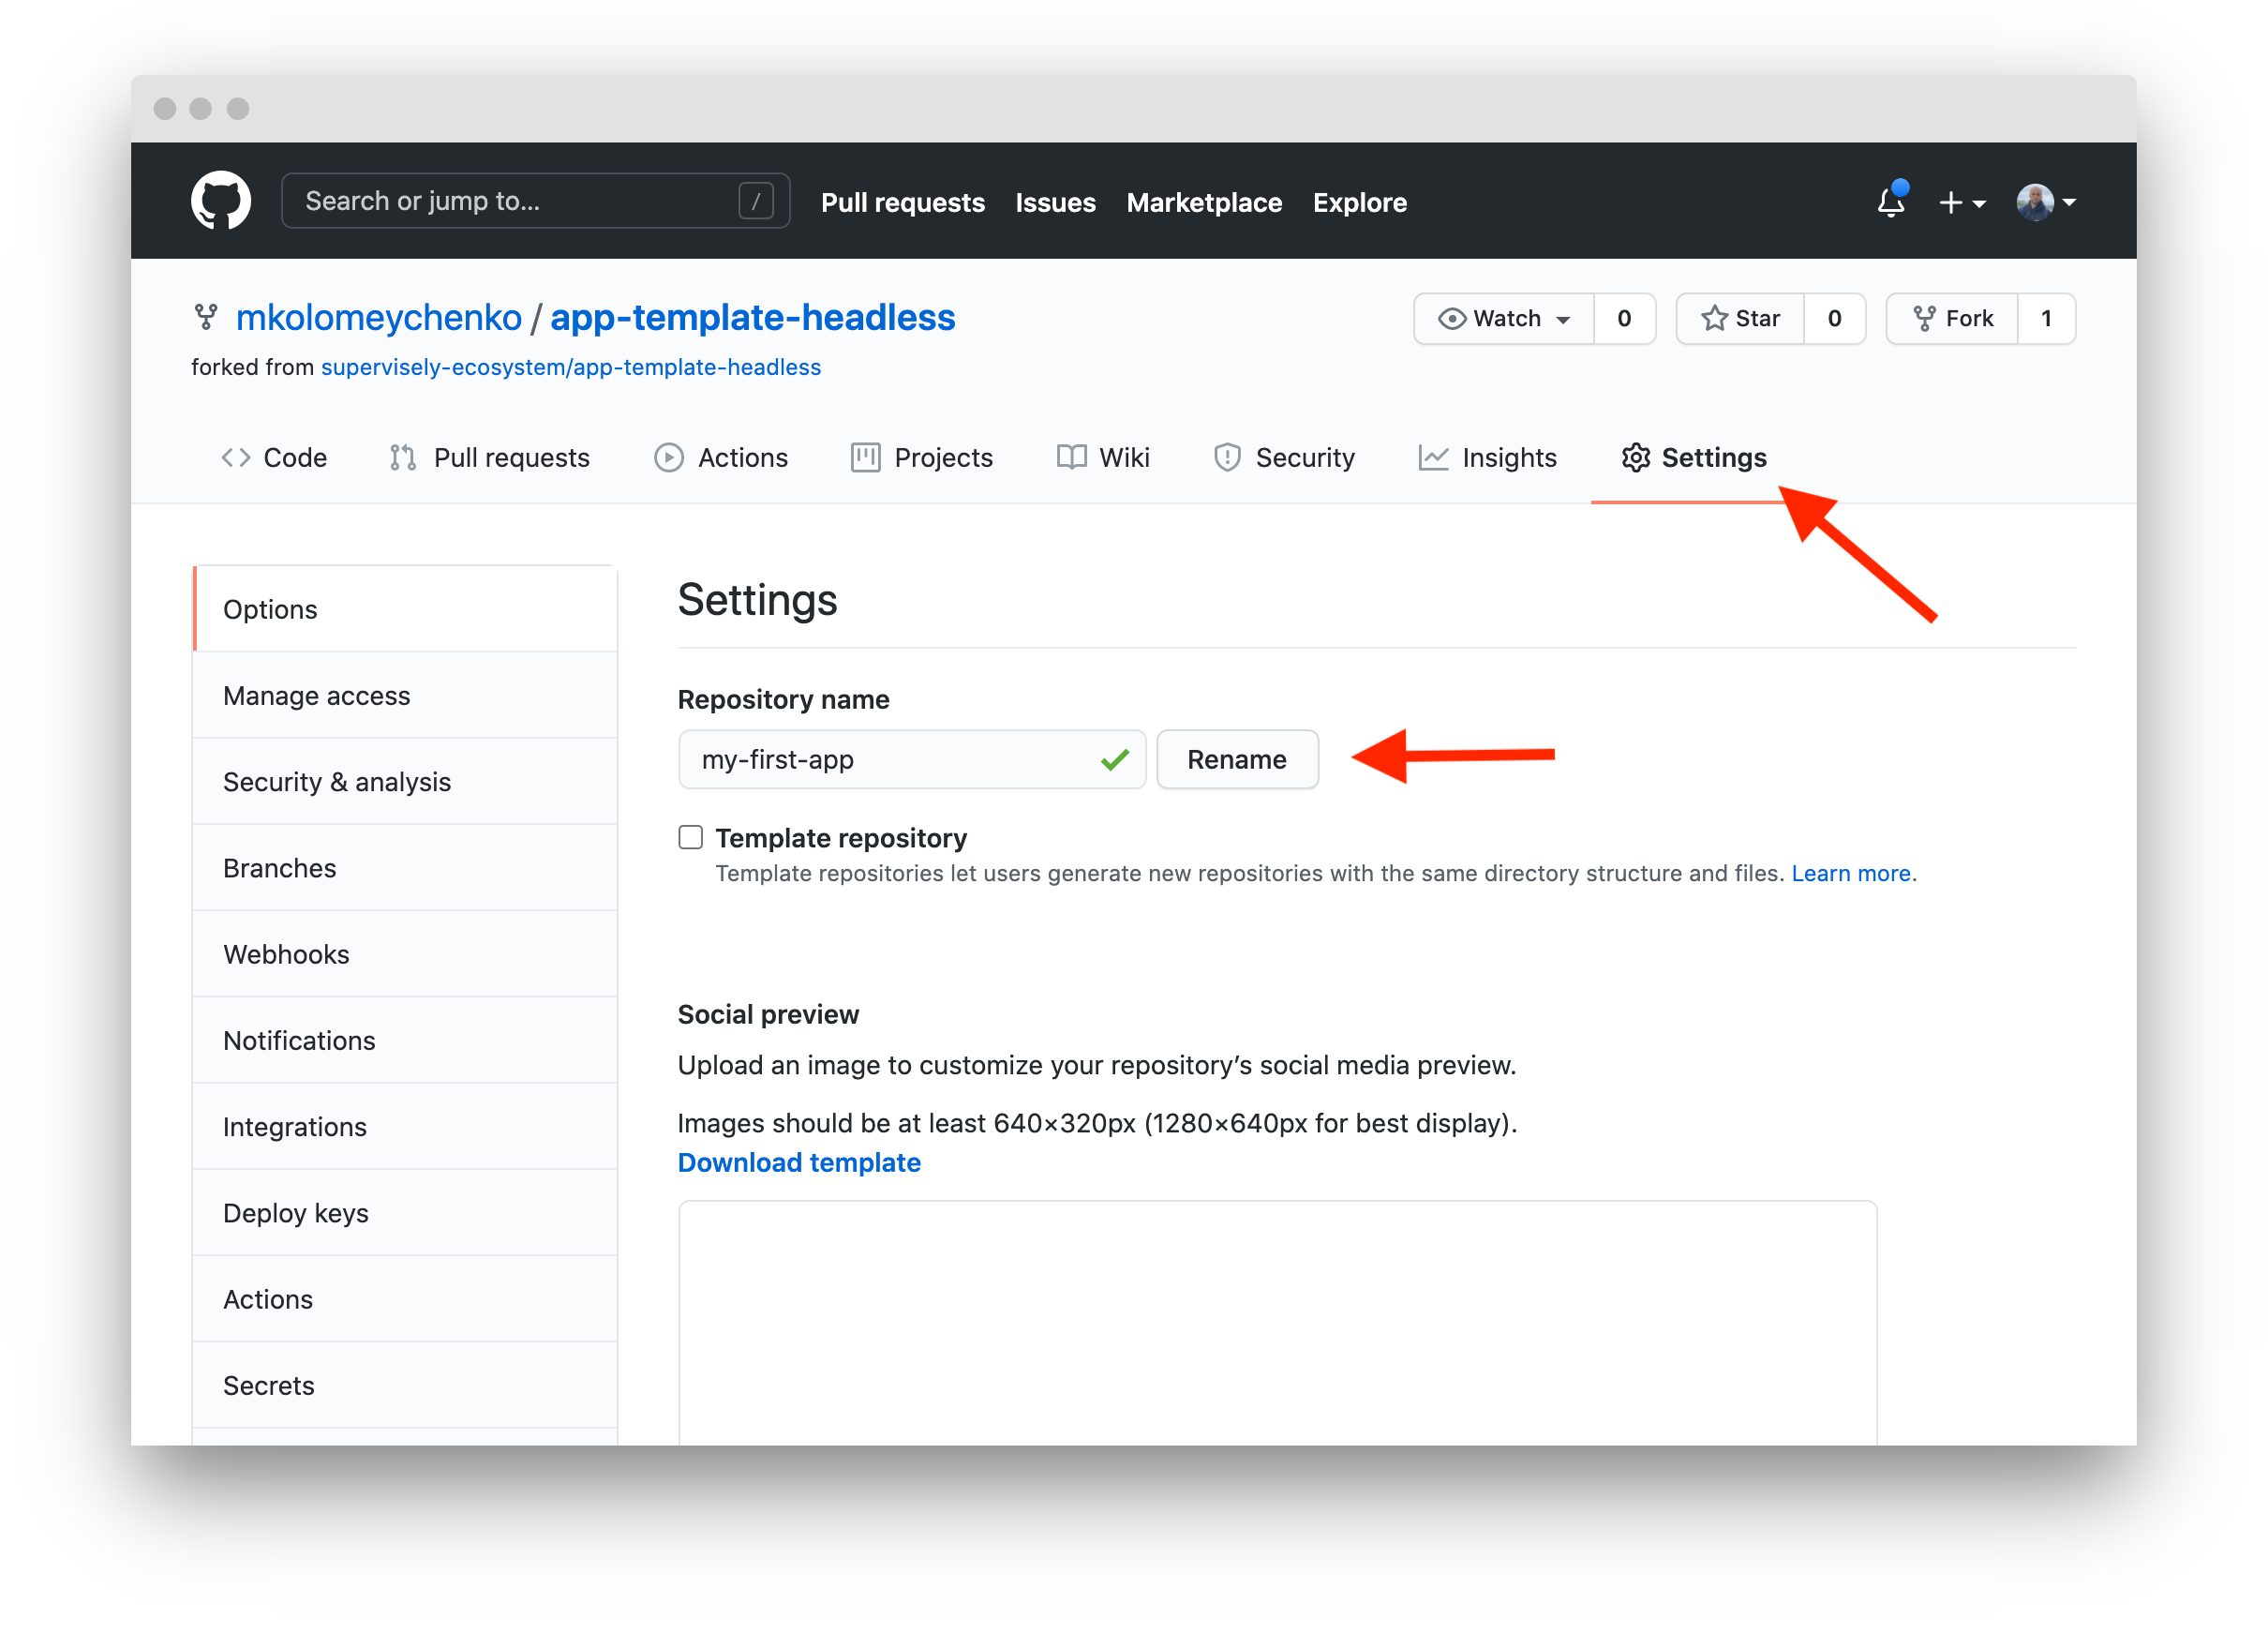 Search or jump to... /
Pull requests Issues Marketplace Explore
mkolomeychenko / app-template-headless
Watch 0 Star 0 Fork 1
forked from supervisely-ecosystem/app-template-headless
Code Pull requests Actions Projects Wiki Security Insights Settings
Options
Manage access
Security & analysis
Branches
Webhooks
Notifications
Integrations
Deploy keys
Actions
Secrets
Settings
Repository name
my-first-app Rename
Template repository
Template repositories let users generate new repositories with the same directory structure and files. Learn more.
Social preview
Upload an image to customize your repository’s social media preview.
Images should be at least 640×320px (1280×640px for best display).
Download template